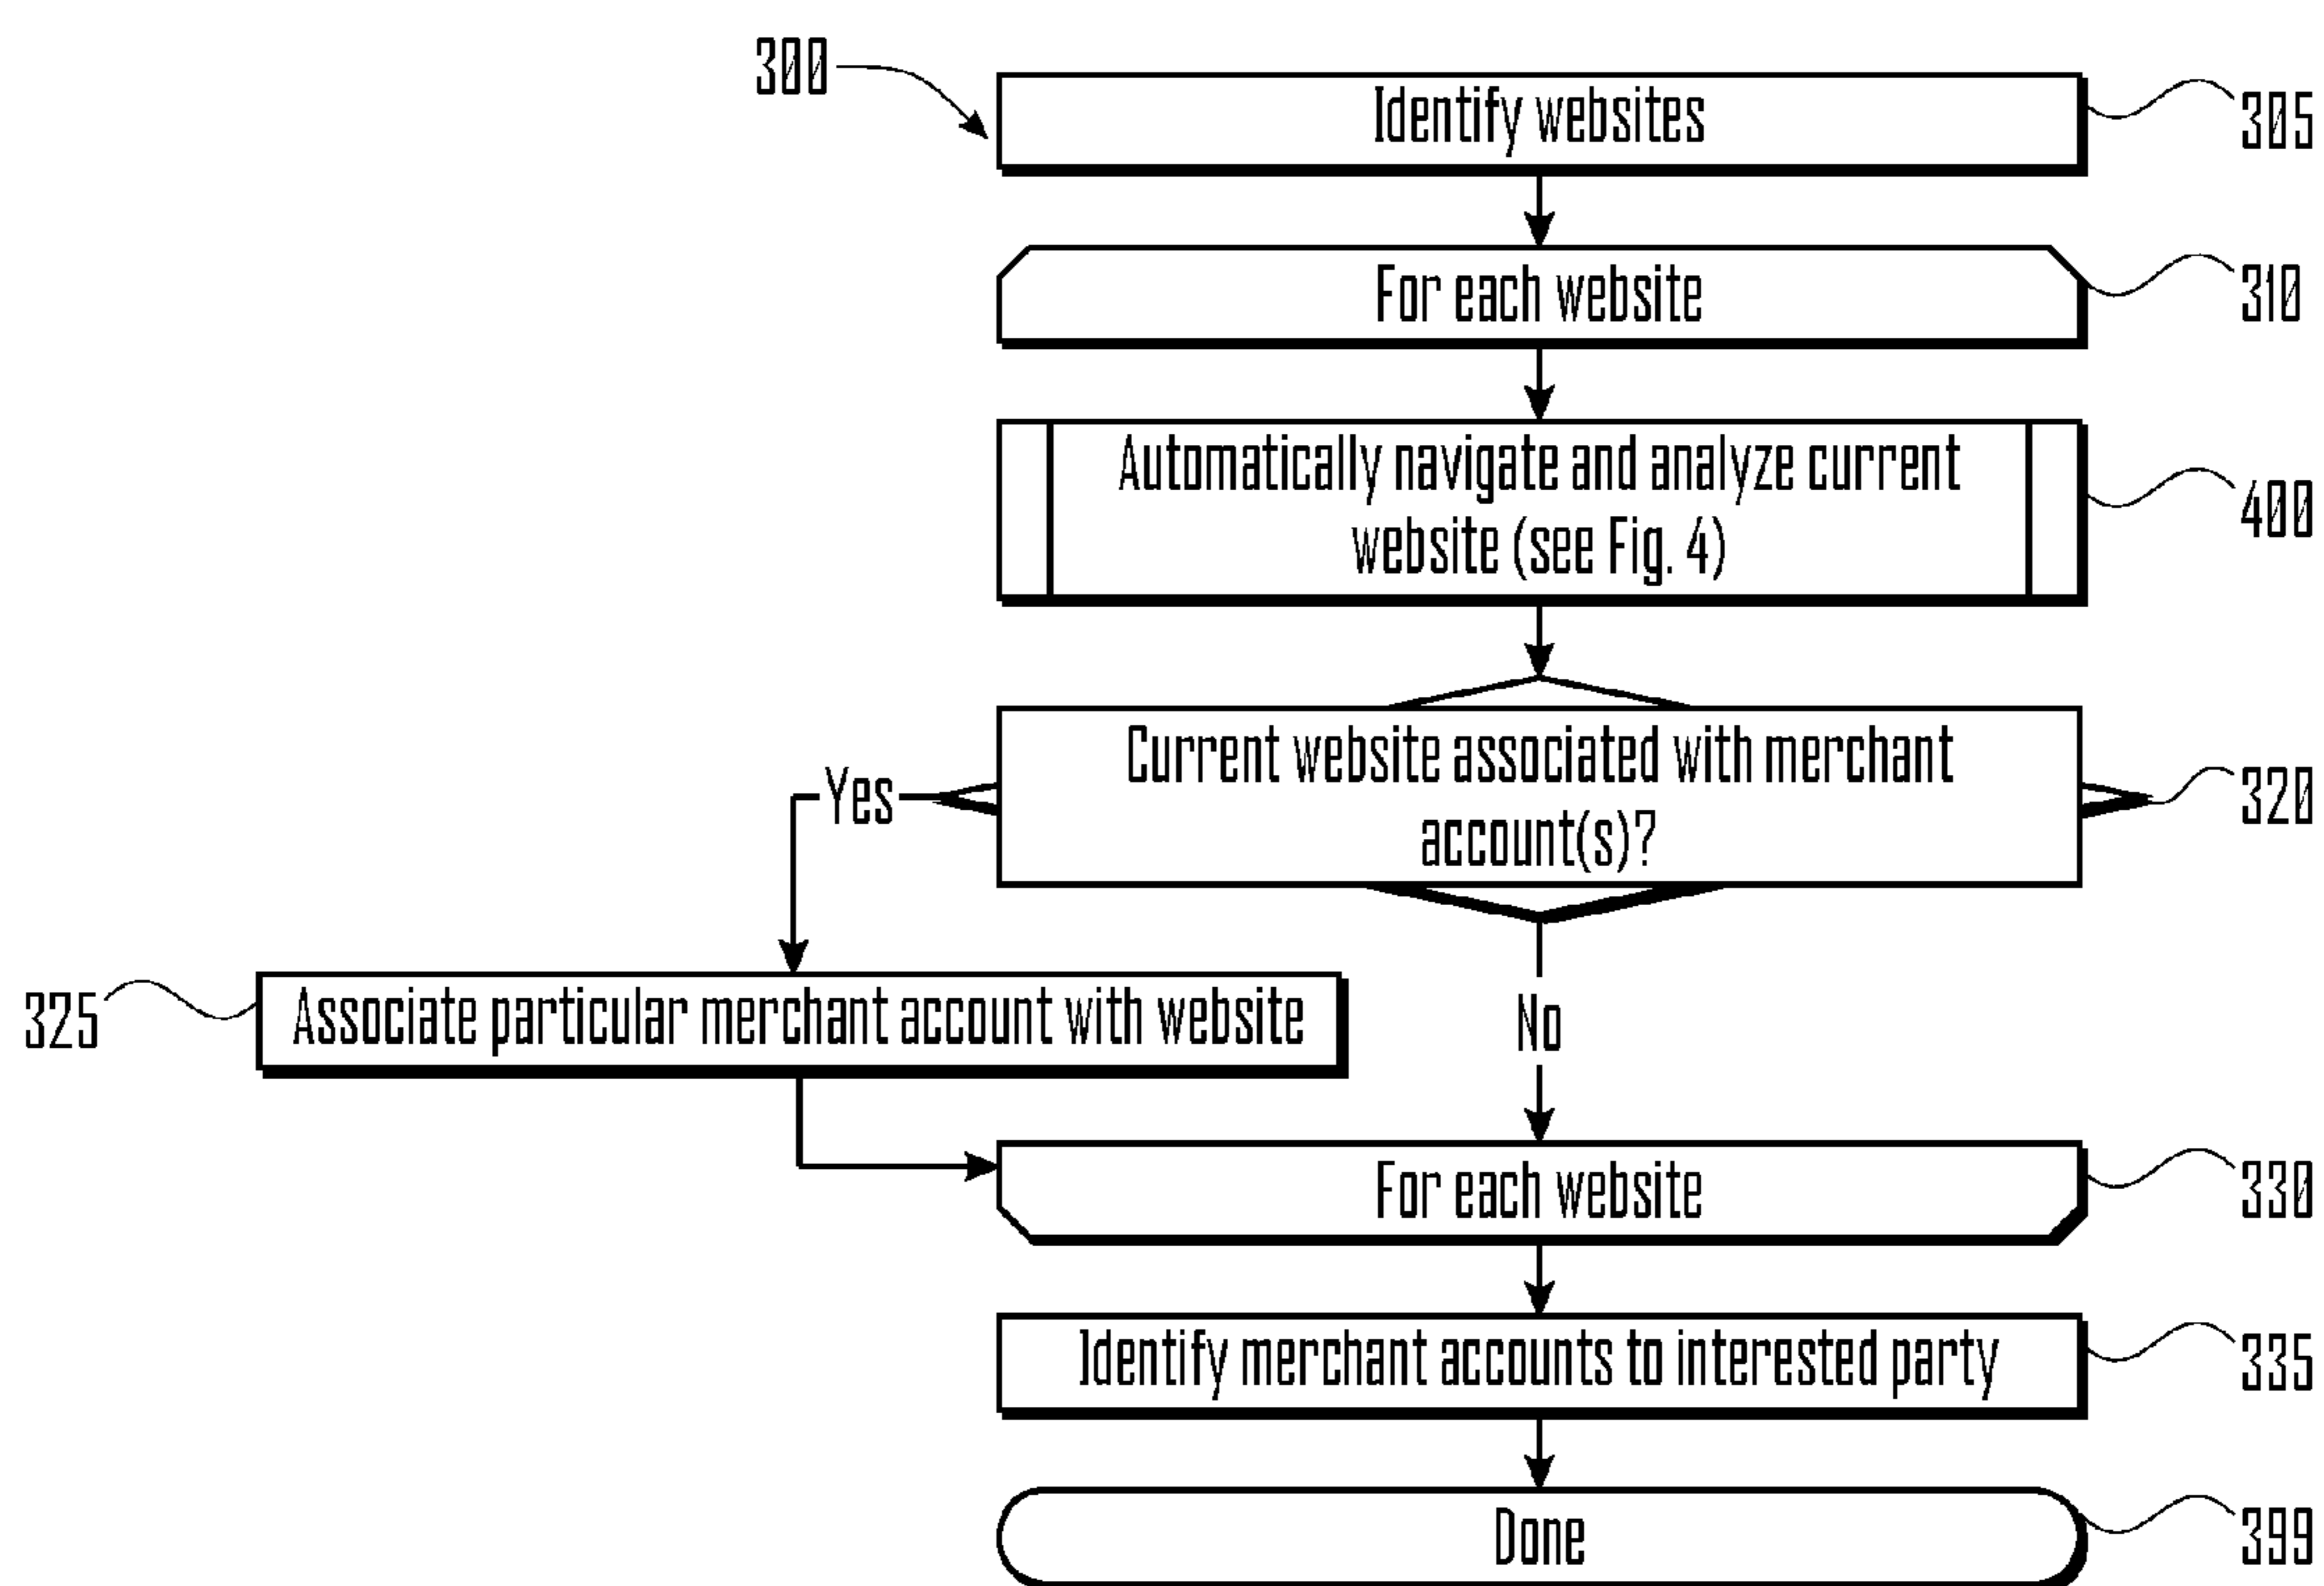 300
Identify websites
305
For each website
310
Automatically navigate and analyze current
website (see Fig. 4)
400
Current website associated with merchant
account(s)?
320
Yes
325
Associate particular merchant account with website
No
For each website
330
Identify merchant accounts to interested party
335
Done
399